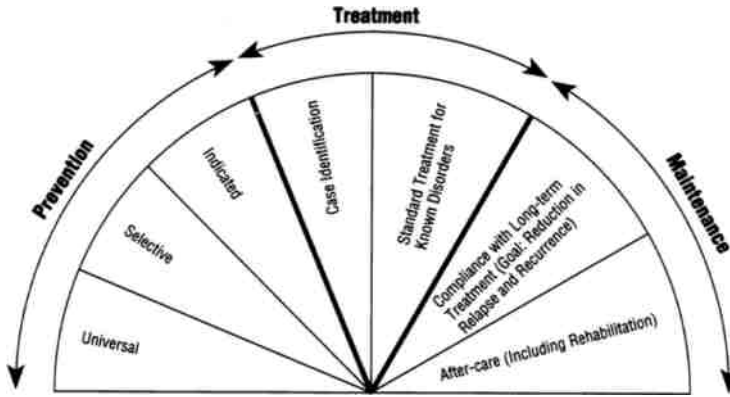 Treatment
Prevention
Maintenance
Universal
Selective
Indicated
Case Identification
Standard Treatment for
Known Disorders
Compliance with Long-term
Treatment (Goal: Reduction in
Relapse and Recurrence)
After-care (Including Rehabilitation)